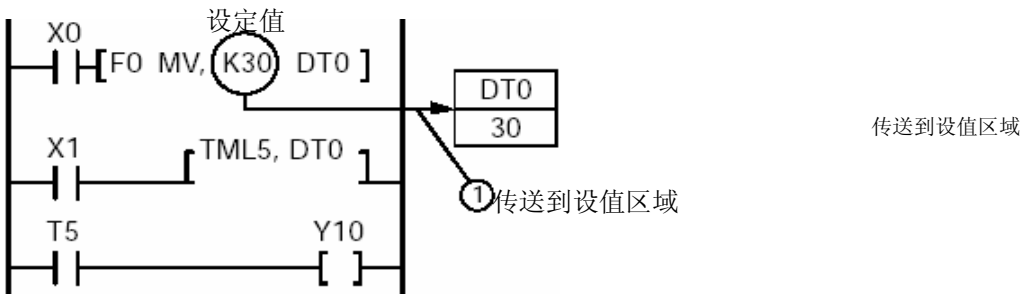 设定值
X0
F0 MV, K30 DT0
DT0
30
传送到设值区域
X1
TML5, DT0
①传送到设值区域
T5
Y10